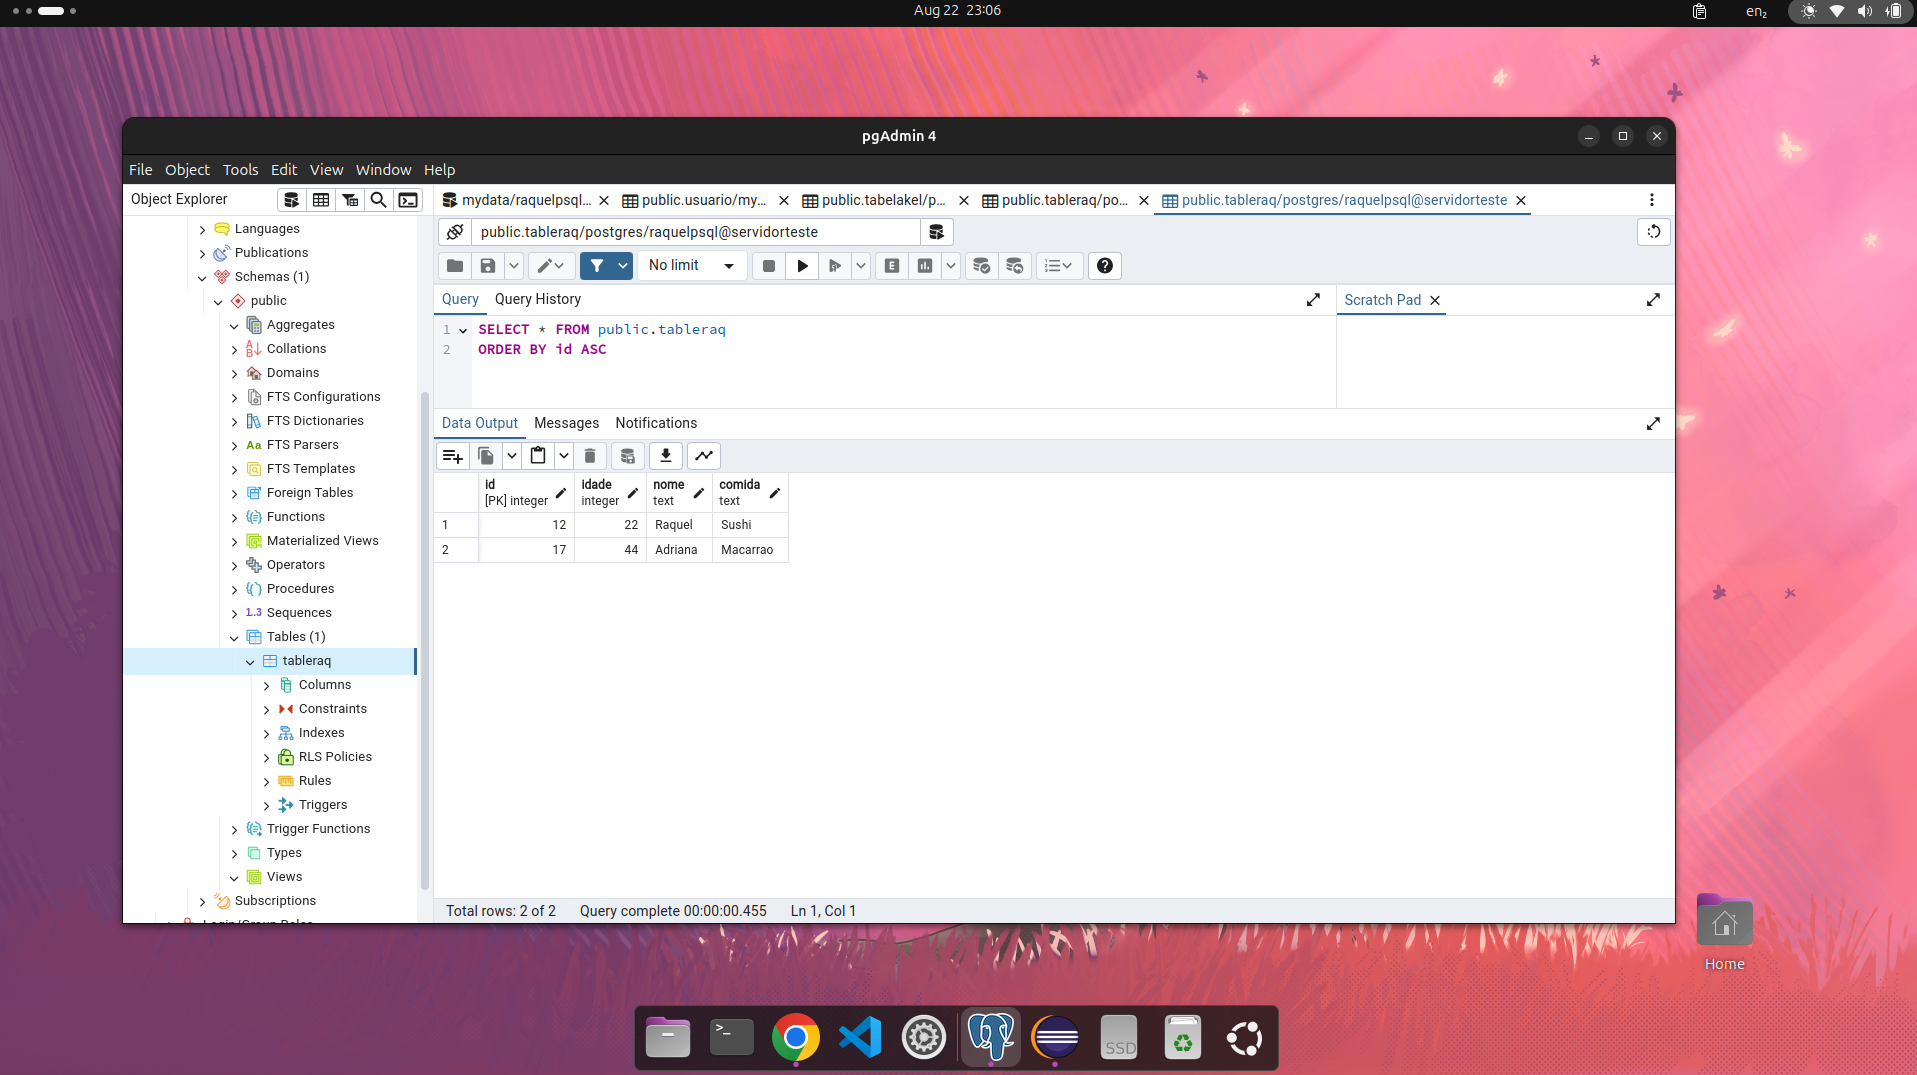 Aug 22 23:06
en₂
pgAdmin 4
File Object Tools Edit View Window Help
Object Explorer
mydata/raquelpsql...
public.usuario/my...
public.tabelakel/p...
public.tableraq/po...
public.tableraq/postgres/raquelpsql@servidorteste
public.tableraq/postgres/raquelpsql@servidorteste
No limit
E
Query
Query History
Scratch Pad
1 SELECT * FROM public.tableraq
2 ORDER BY id ASC
Data Output
Messages
Notifications
id idade nome comida
[PK] integer integer text text
1 12 22 Raquel Sushi
2 17 44 Adriana Macarrao
Languages
Publications
Schemas (1)
public
Aggregates
Collations
Domains
FTS Configurations
FTS Dictionaries
Aa FTS Parsers
FTS Templates
Foreign Tables
Functions
Materialized Views
Operators
Procedures
1..3 Sequences
Tables (1)
tableraq
Columns
Constraints
Indexes
RLS Policies
Rules
Triggers
Trigger Functions
Types
Views
Subscriptions
Login/Group Roles
Total rows: 2 of 2
Query complete 00:00:00.455
Ln 1, Col 1
Home
>_
SSD